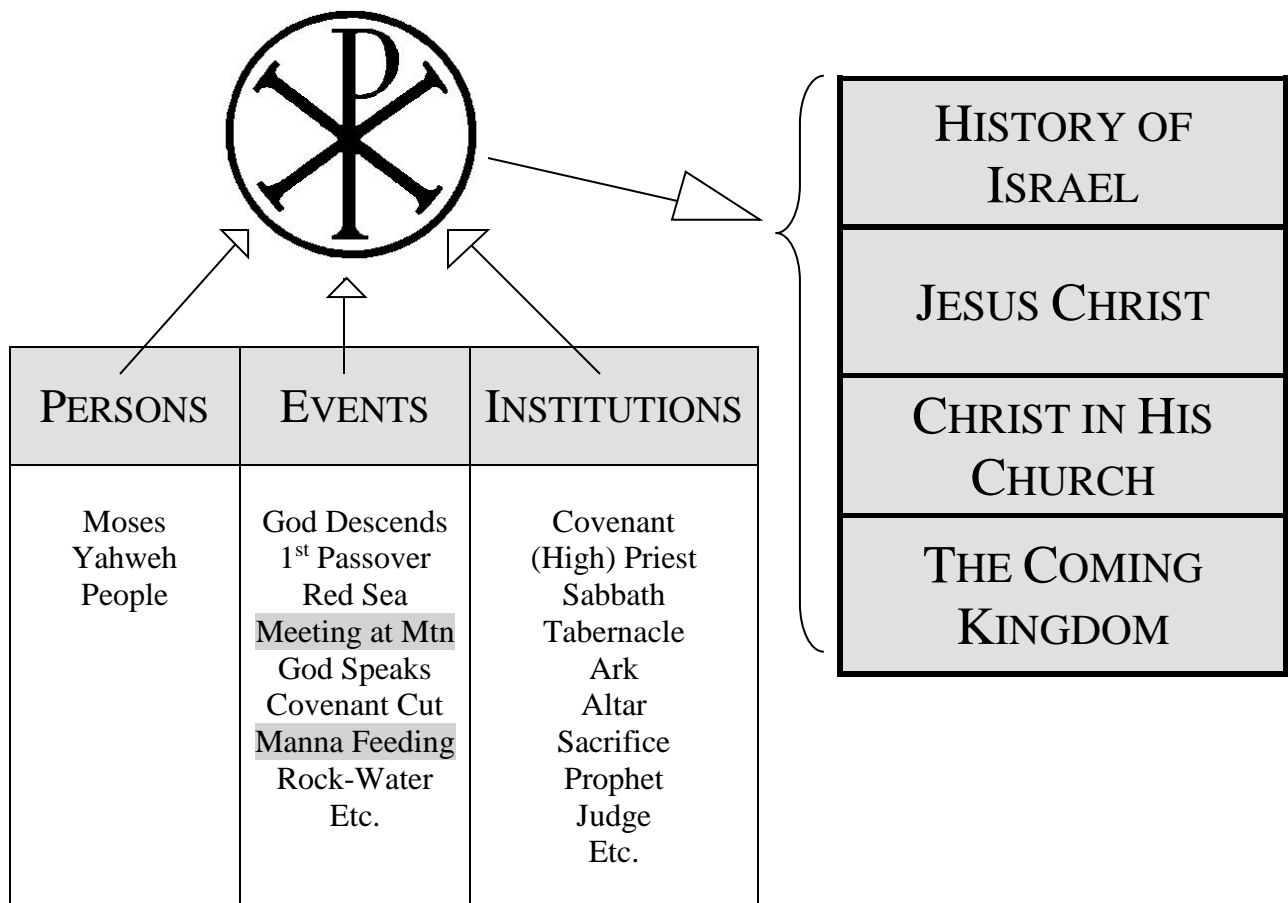 HISTORY OF
ISRAEL
JESUS CHRIST
CHRIST IN HIS
CHURCH
THE COMING
KINGDOM
PERSONS
Moses
Yahweh
People
EVENTS
God Descends
1st Passover
Red Sea
Meeting at Mtn
God Speaks
Covenant Cut
Manna Feeding
Rock-Water
Etc.
INSTITUTIONS
Covenant
(High) Priest
Sabbath
Tabernacle
Ark
Altar
Sacrifice
Prophet
Judge
Etc.